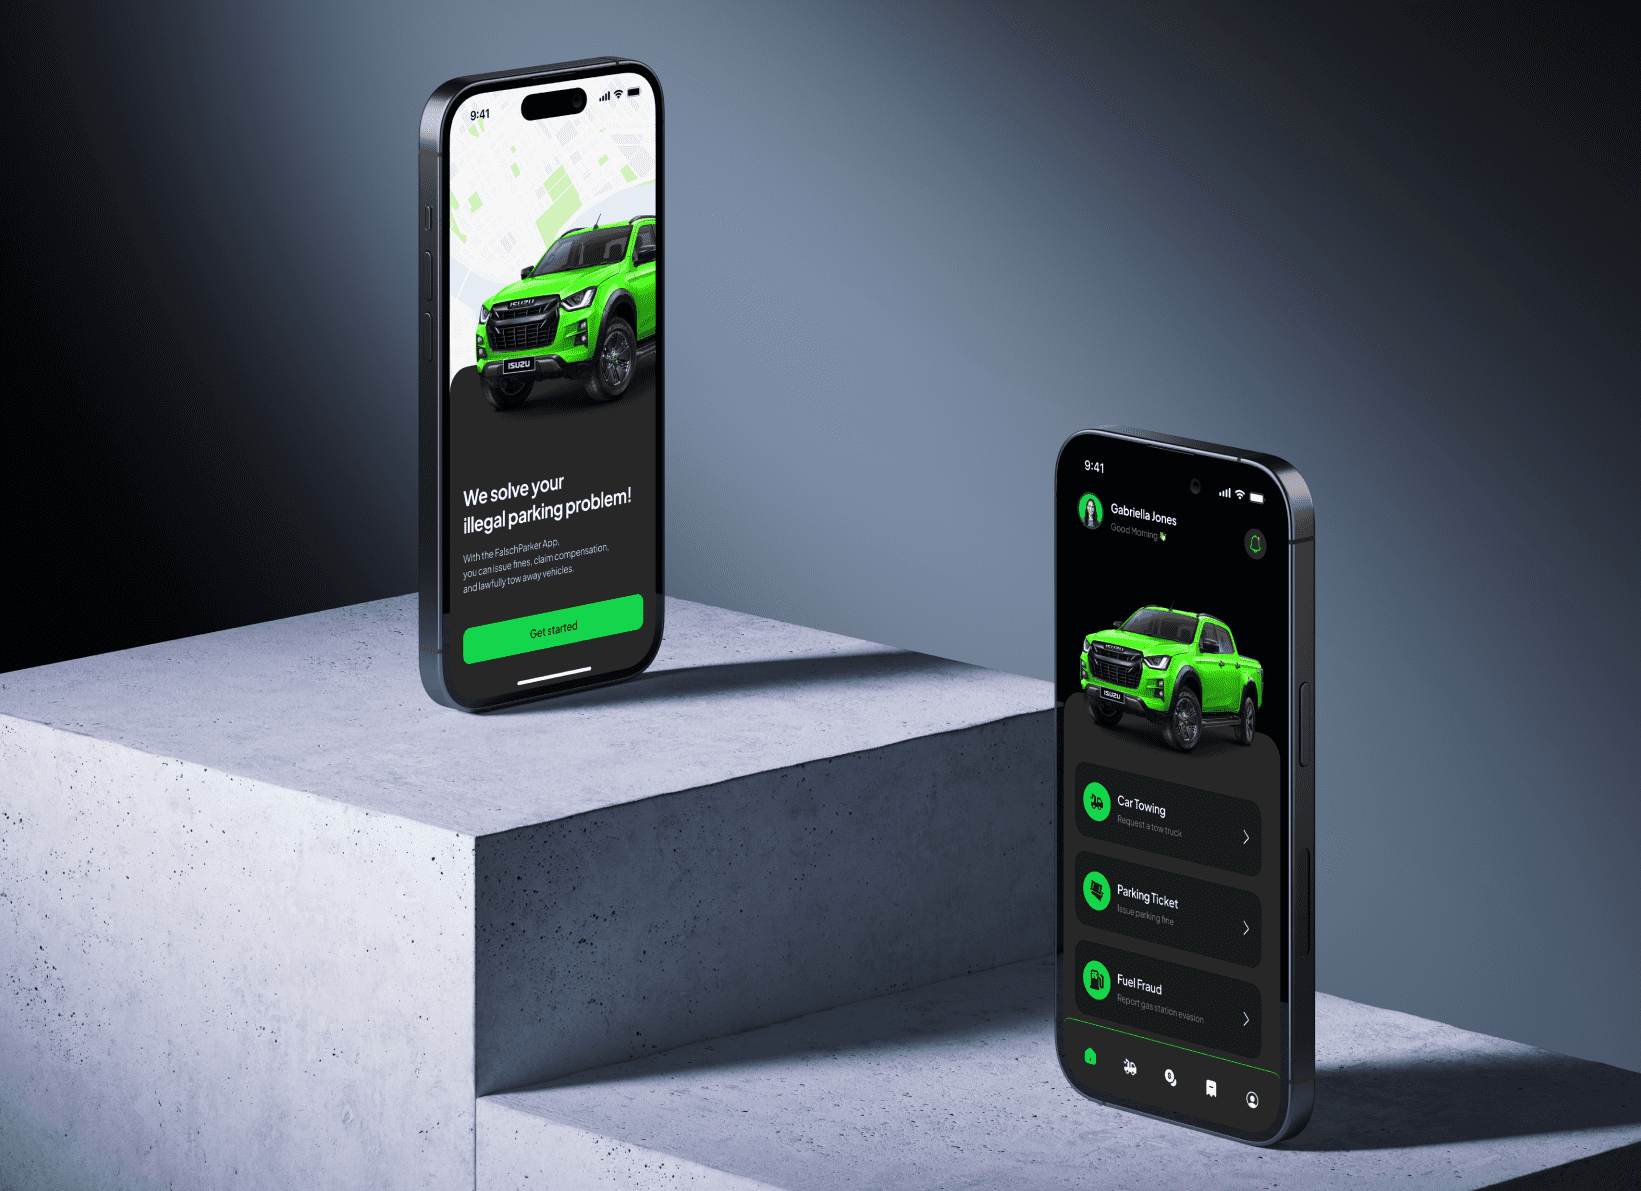 9:41
ISUZU
ISUZU
We solve your
illegal parking problem!
With the FalschParker App,
you can issue fines, claim compensation,
and lawfully tow away vehicles.
Get started
9:41
Gabriella Jones
Good Morning
ISUZU
Car Towing
Request a tow truck
Parking Ticket
Issue parking fine
Fuel Fraud
Report gas station evasion